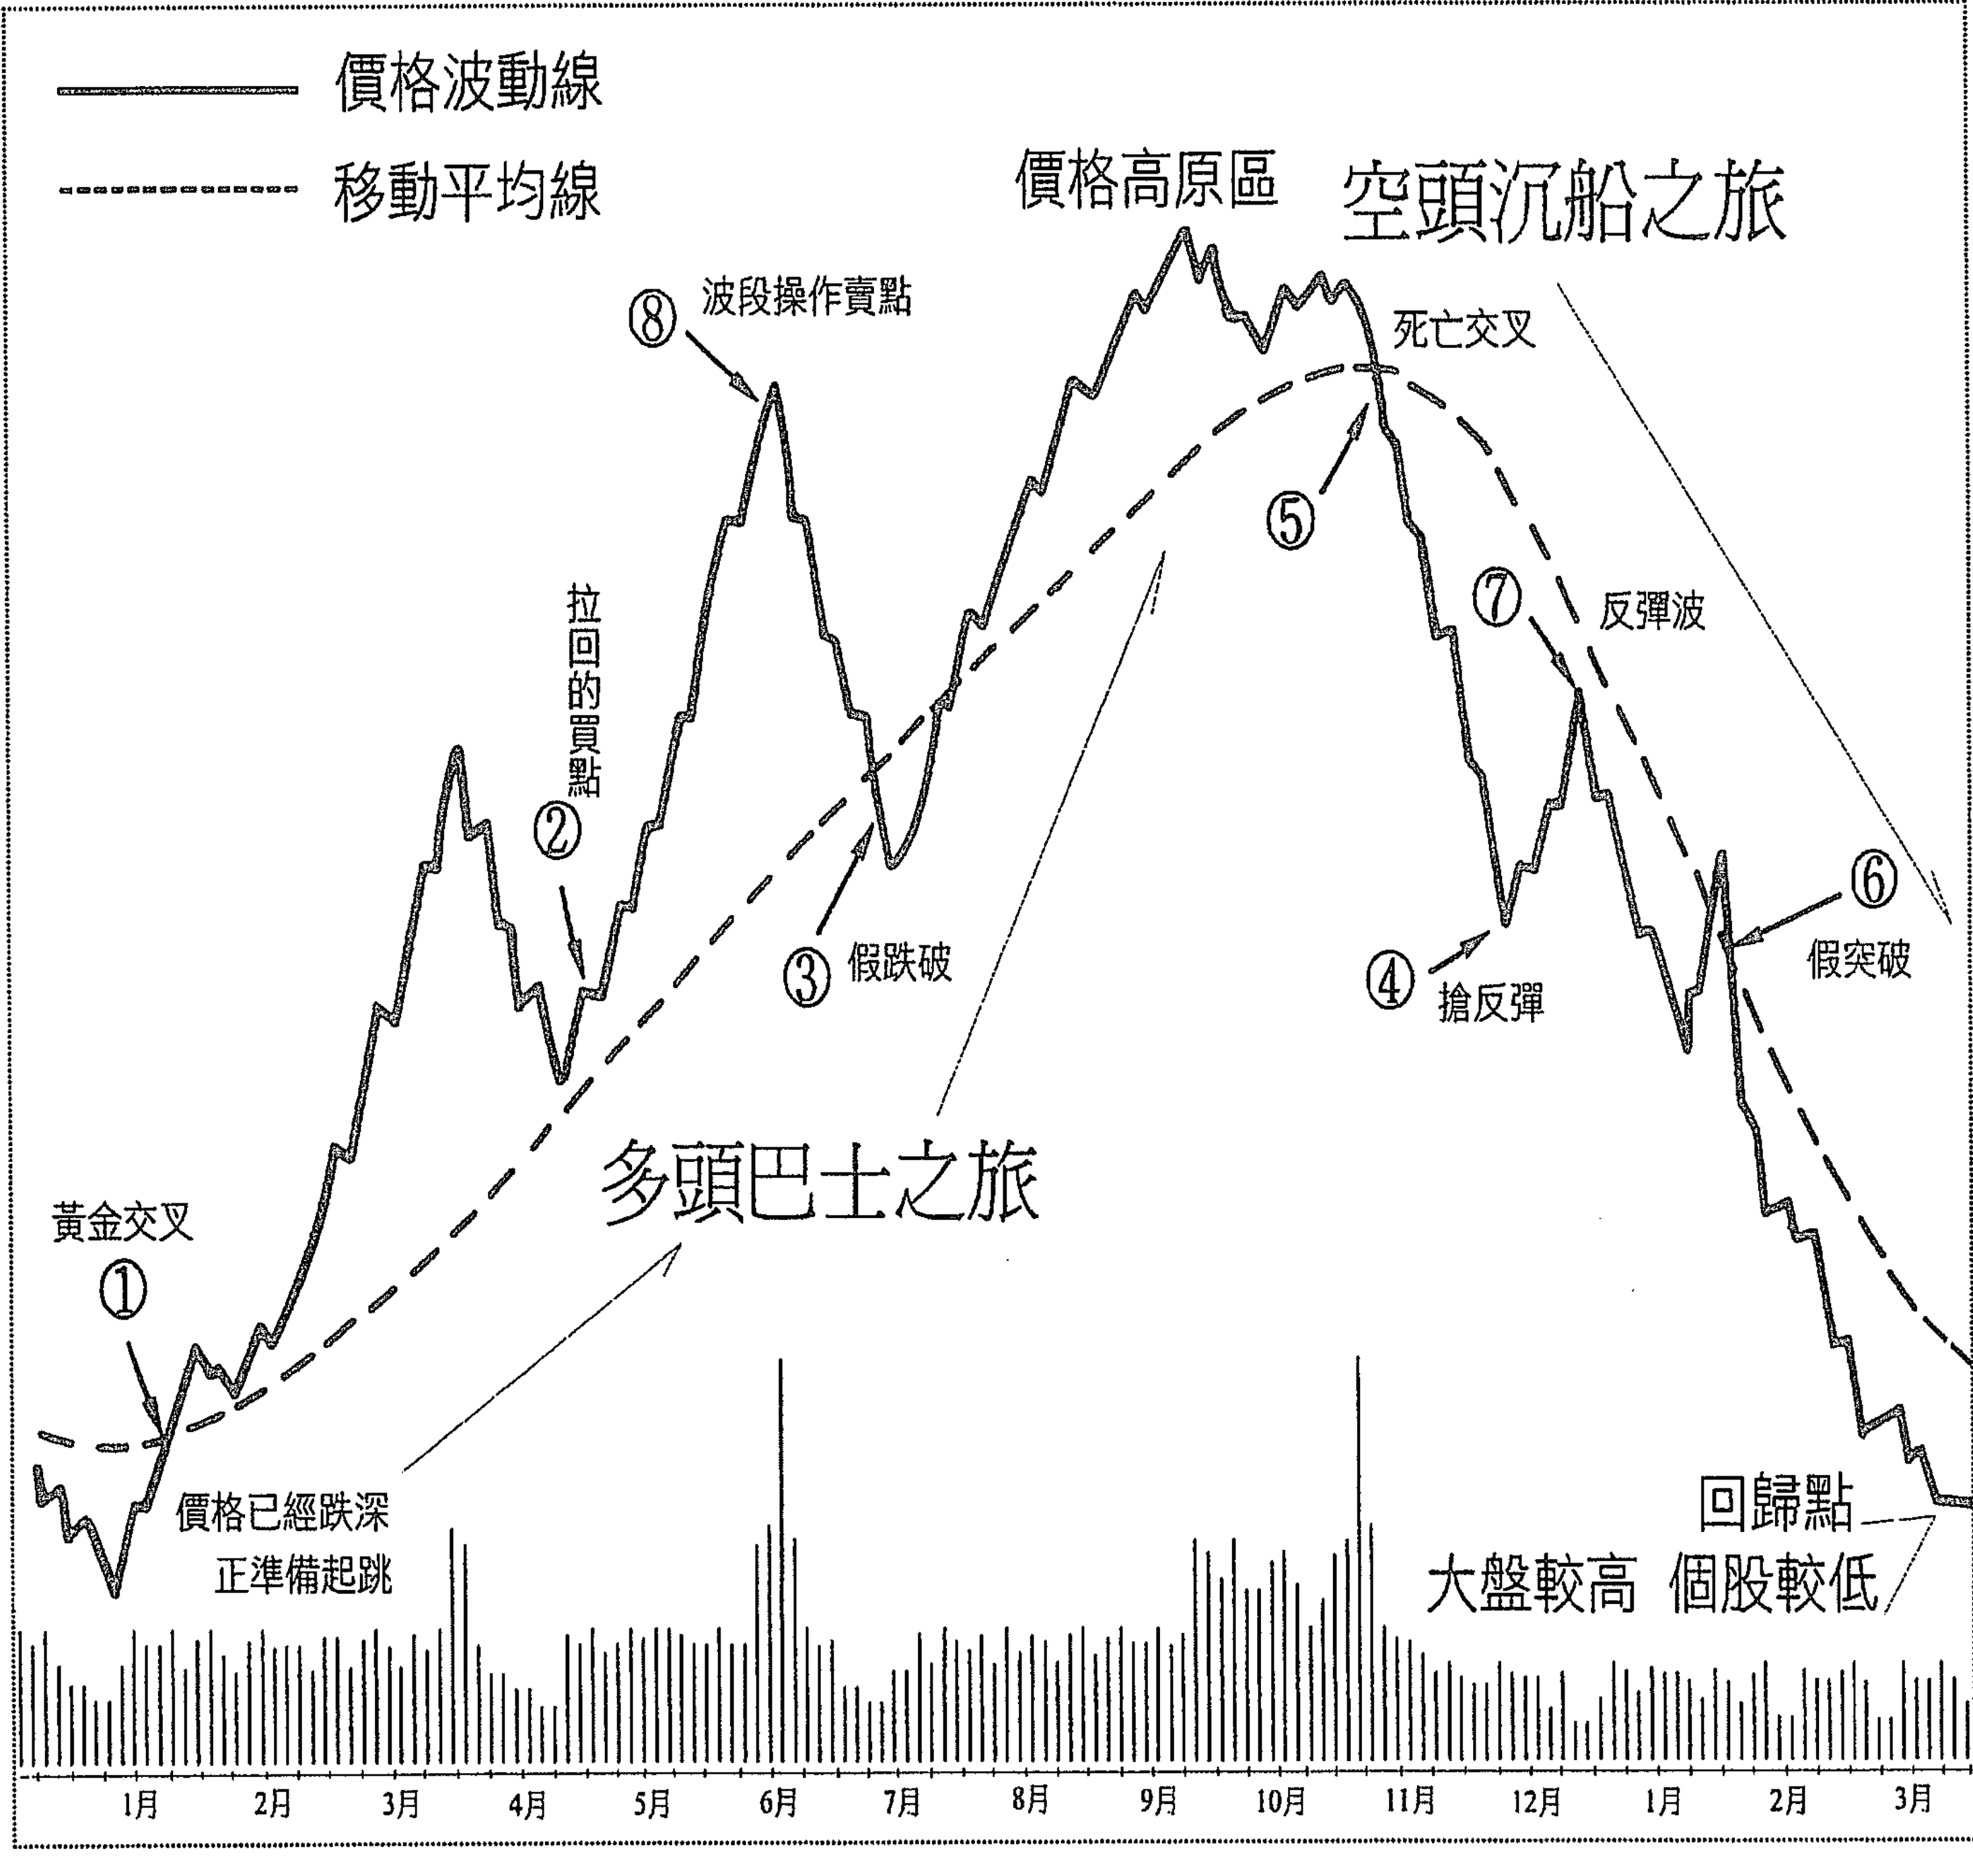 價格波動線
移動平均線
價格高原區
空頭沉船之旅
⑧ 波段操作賣點
死亡交叉
⑤
拉回的買點
②
⑦ 反彈波
③ 假跌破
④ 搶反彈
⑥
假突破
多頭巴士之旅
黃金交叉
①
價格已經跌深
正準備起跳
回歸點
大盤較高 個股較低
1月 2月 3月 4月 5月 6月 7月 8月 9月 10月 11月 12月 1月 2月 3月